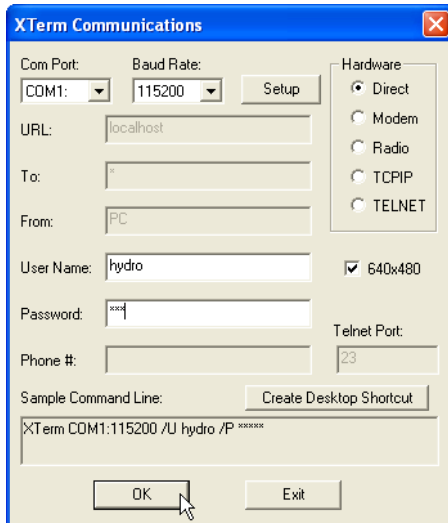 XTerm Communications
Com Port: Baud Rate: Hardware
COM1: 115200 Setup Direct
Modem
URL: localhost
Radio
To: *
TCPIP
TELNET
From: PC
User Name: hydro 640x480
Password: ***
Telnet Port:
Phone #: 23
Sample Command Line: Create Desktop Shortcut
XTerm COM1:115200 /U hydro /P *****
OK Exit